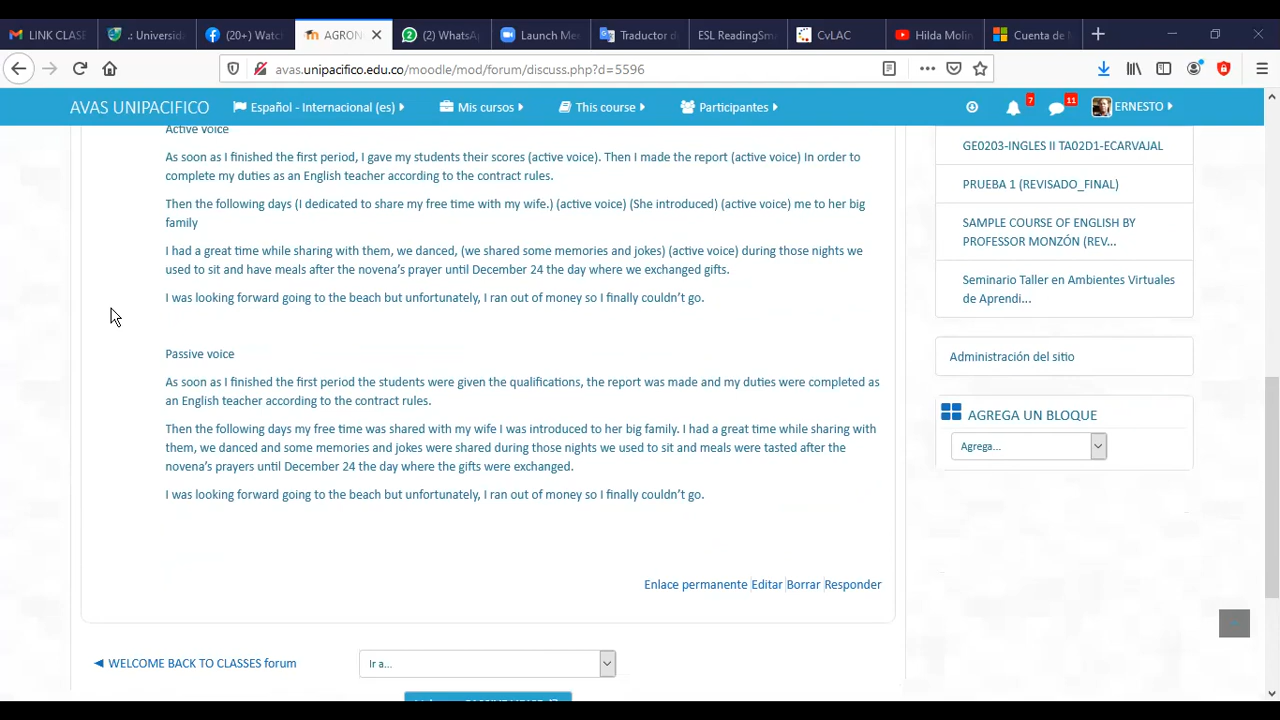 LINK CLASE
.: Universida
(20+) Watc
AGRON
(2) WhatsA
Launch Me
Traductor d
ESL ReadingSma
CvLAC
Hilda Molin
Cuenta de M
avas.unipacifico.edu.co/moodle/mod/forum/discuss.php?d=5596
AVAS UNIPACIFICO
Español - Internacional (es)
Mis cursos
This course
Participantes
7
11
ERNESTO
Active voice
As soon as I finished the first period, I gave my students their scores (active voice). Then I made the report (active voice) In order to
complete my duties as an English teacher according to the contract rules.
Then the following days (I dedicated to share my free time with my wife.) (active voice) (She introduced) (active voice) me to her big
family
I had a great time while sharing with them, we danced, (we shared some memories and jokes) (active voice) during those nights we
used to sit and have meals after the novena's prayer until December 24 the day where we exchanged gifts.
I was looking forward going to the beach but unfortunately, I ran out of money so I finally couldn't go.
Passive voice
As soon as I finished the first period the students were given the qualifications, the report was made and my duties were completed as
an English teacher according to the contract rules.
Then the following days my free time was shared with my wife I was introduced to her big family. I had a great time while sharing with
them, we danced and some memories and jokes were shared during those nights we used to sit and meals were tasted after the
novena's prayers until December 24 the day where the gifts were exchanged.
I was looking forward going to the beach but unfortunately, I ran out of money so I finally couldn't go.
Enlace permanente Editar Borrar Responder
WELCOME BACK TO CLASSES forum
Ir a...
GE0203-INGLES II TA02D1-ECARVAJAL
PRUEBA 1 (REVISADO_FINAL)
SAMPLE COURSE OF ENGLISH BY
PROFESSOR MONZÓN (REV...
Seminario Taller en Ambientes Virtuales
de Aprendi...
Administración del sitio
AGREGA UN BLOQUE
Agrega...